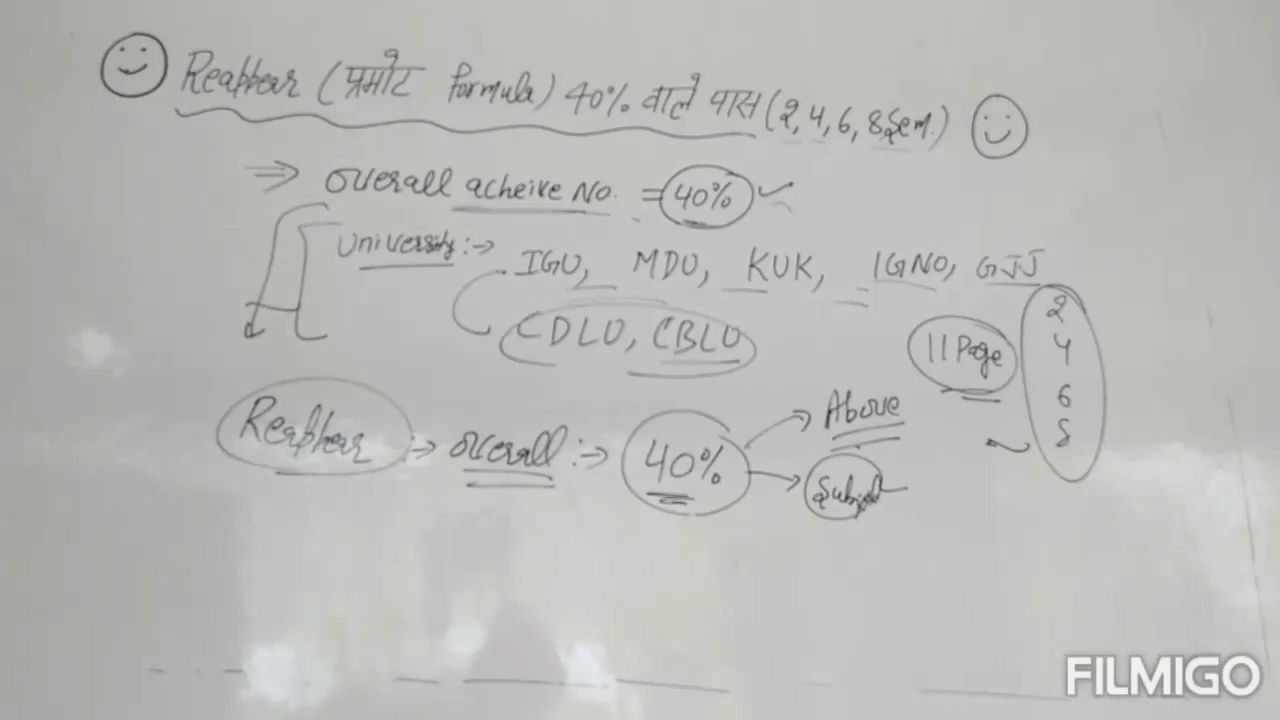 Reappear (प्रमोट formula) 40% वाले पास (2, 4, 6, 8 Sem.)
⇒ overall acheive No. = 40% ✓
University :→ IGU, MDU, KUK, IGNO, GJJ
CDLU, CBLU
11 Page
2
4
6
8
Reappear :→ overall :→ 40% → Above
→ Subject
FILMIGO